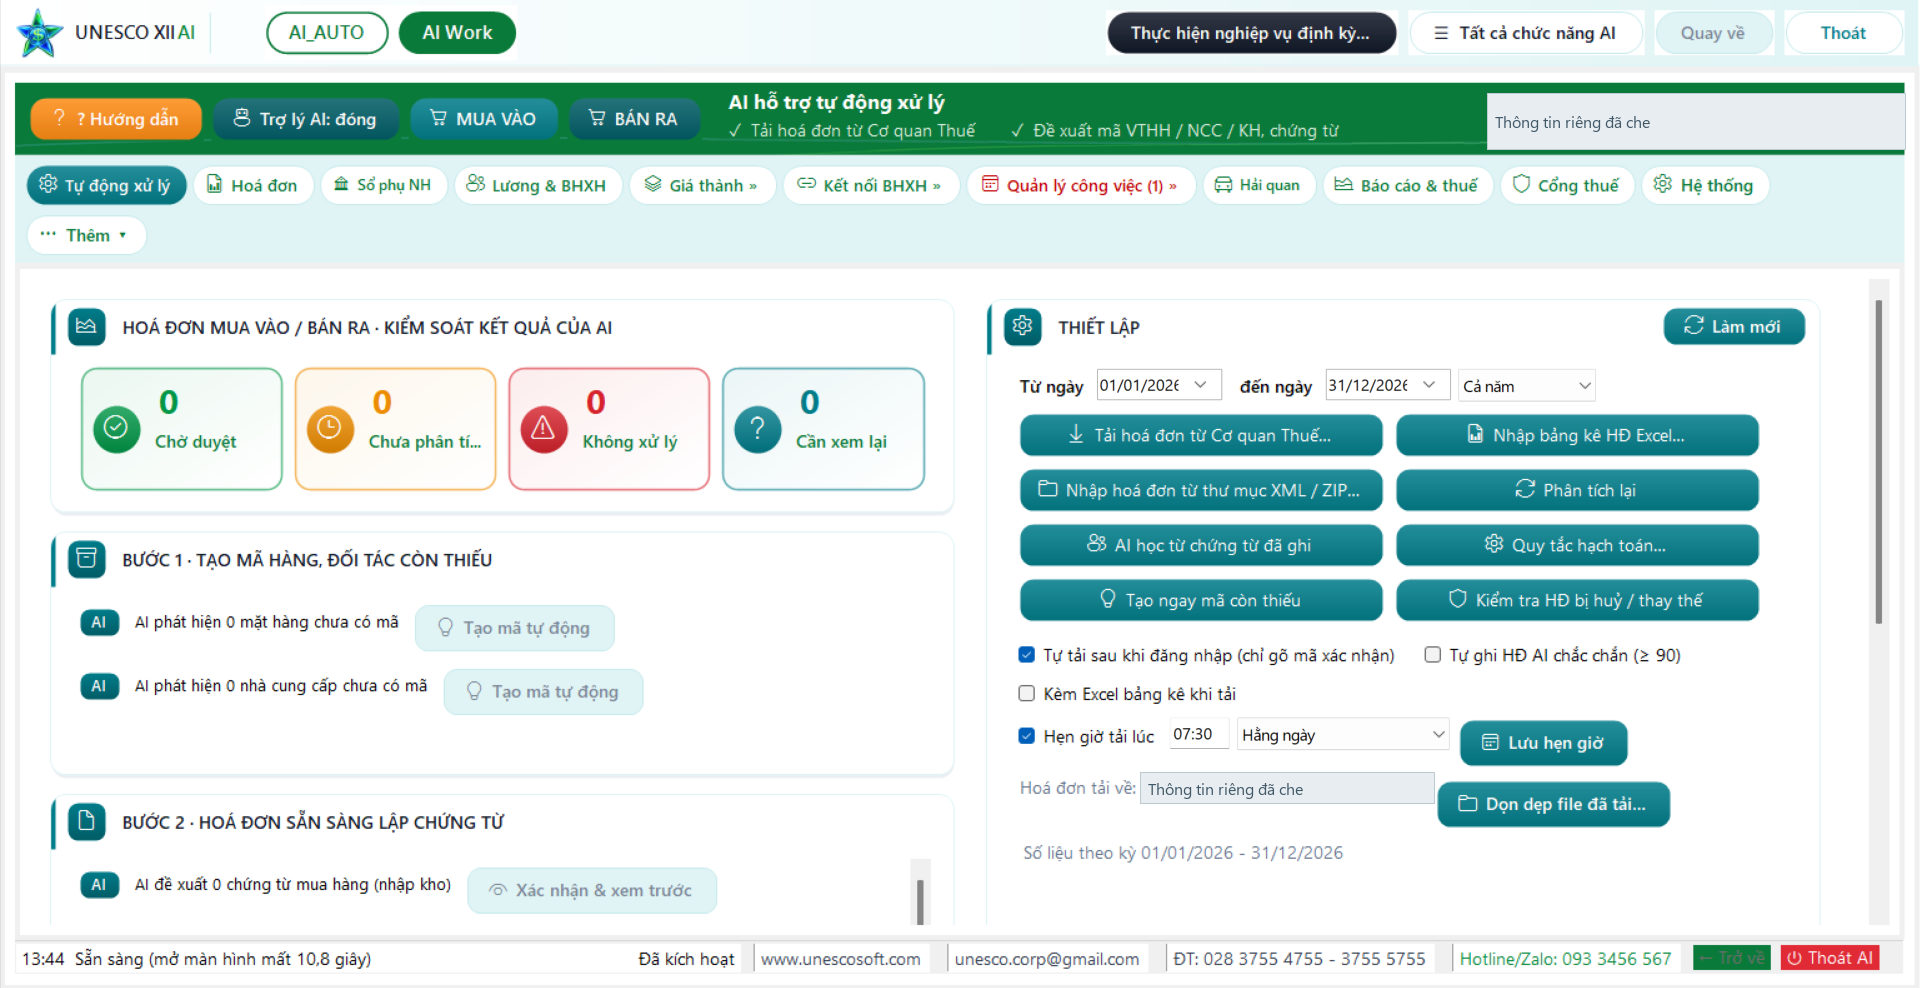 UNESCO XII AI
AI_AUTO
AI Work
Thực hiện nghiệp vụ định kỳ...
Tất cả chức năng AI
Quay về
Thoát
? ? Hướng dẫn
Trợ lý AI: đóng
MUA VÀO
BÁN RA
AI hỗ trợ tự động xử lý
✓ Tải hoá đơn từ Cơ quan Thuế
✓ Đề xuất mã VTHH / NCC / KH, chứng từ
Thông tin riêng đã che
Tự động xử lý
Hoá đơn
Sổ phụ NH
Lương & BHXH
Giá thành »
Kết nối BHXH »
Quản lý công việc (1) »
Hải quan
Báo cáo & thuế
Cổng thuế
Hệ thống
··· Thêm ▾
HOÁ ĐƠN MUA VÀO / BÁN RA · KIỂM SOÁT KẾT QUẢ CỦA AI
0
Chờ duyệt
0
Chưa phân tí...
0
Không xử lý
0
Cần xem lại
BƯỚC 1 · TẠO MÃ HÀNG, ĐỐI TÁC CÒN THIẾU
AI
AI phát hiện 0 mặt hàng chưa có mã
Tạo mã tự động
AI
AI phát hiện 0 nhà cung cấp chưa có mã
Tạo mã tự động
BƯỚC 2 · HOÁ ĐƠN SẴN SÀNG LẬP CHỨNG TỪ
AI
AI đề xuất 0 chứng từ mua hàng (nhập kho)
Xác nhận & xem trước
THIẾT LẬP
Làm mới
Từ ngày
01/01/2026
đến ngày
31/12/2026
Cả năm
Tải hoá đơn từ Cơ quan Thuế...
Nhập bảng kê HĐ Excel...
Nhập hoá đơn từ thư mục XML / ZIP...
Phân tích lại
AI học từ chứng từ đã ghi
Quy tắc hạch toán...
Tạo ngay mã còn thiếu
Kiểm tra HĐ bị huỷ / thay thế
Tự tải sau khi đăng nhập (chỉ gõ mã xác nhận)
Tự ghi HĐ AI chắc chắn (≥ 90)
Kèm Excel bảng kê khi tải
Hẹn giờ tải lúc
07:30
Hằng ngày
Lưu hẹn giờ
Hoá đơn tải về:
Thông tin riêng đã che
Dọn dẹp file đã tải...
Số liệu theo kỳ 01/01/2026 - 31/12/2026
13:44 Sẵn sàng (mở màn hình mất 10,8 giây)
Đã kích hoạt
www.unescosoft.com
unesco.corp@gmail.com
ĐT: 028 3755 4755 - 3755 5755
Hotline/Zalo: 093 3456 567
← Trở về
Thoát AI